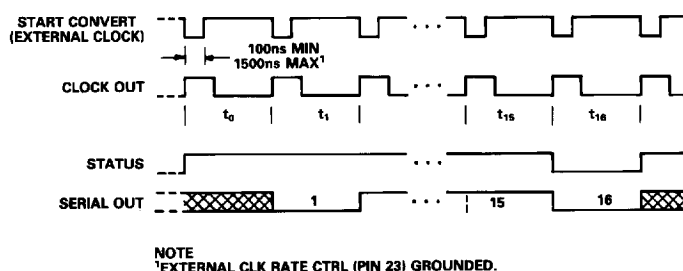 START CONVERT
(EXTERNAL CLOCK)
100ns MIN
1500ns MAX¹
CLOCK OUT
t₀ t₁ t₁₅ t₁₆
STATUS
SERIAL OUT 1 15 16
NOTE
¹EXTERNAL CLK RATE CTRL (PIN 23) GROUNDED.